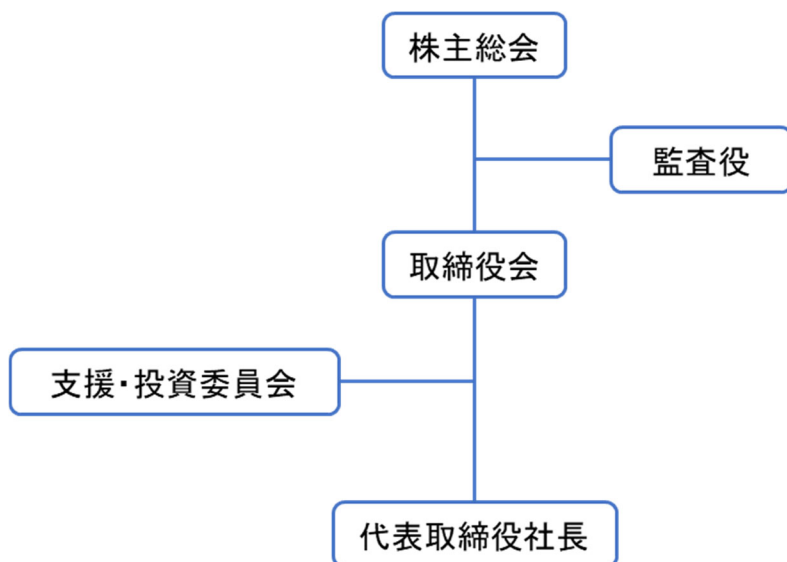 株主総会
監査役
取締役会
支援・投資委員会
代表取締役社長